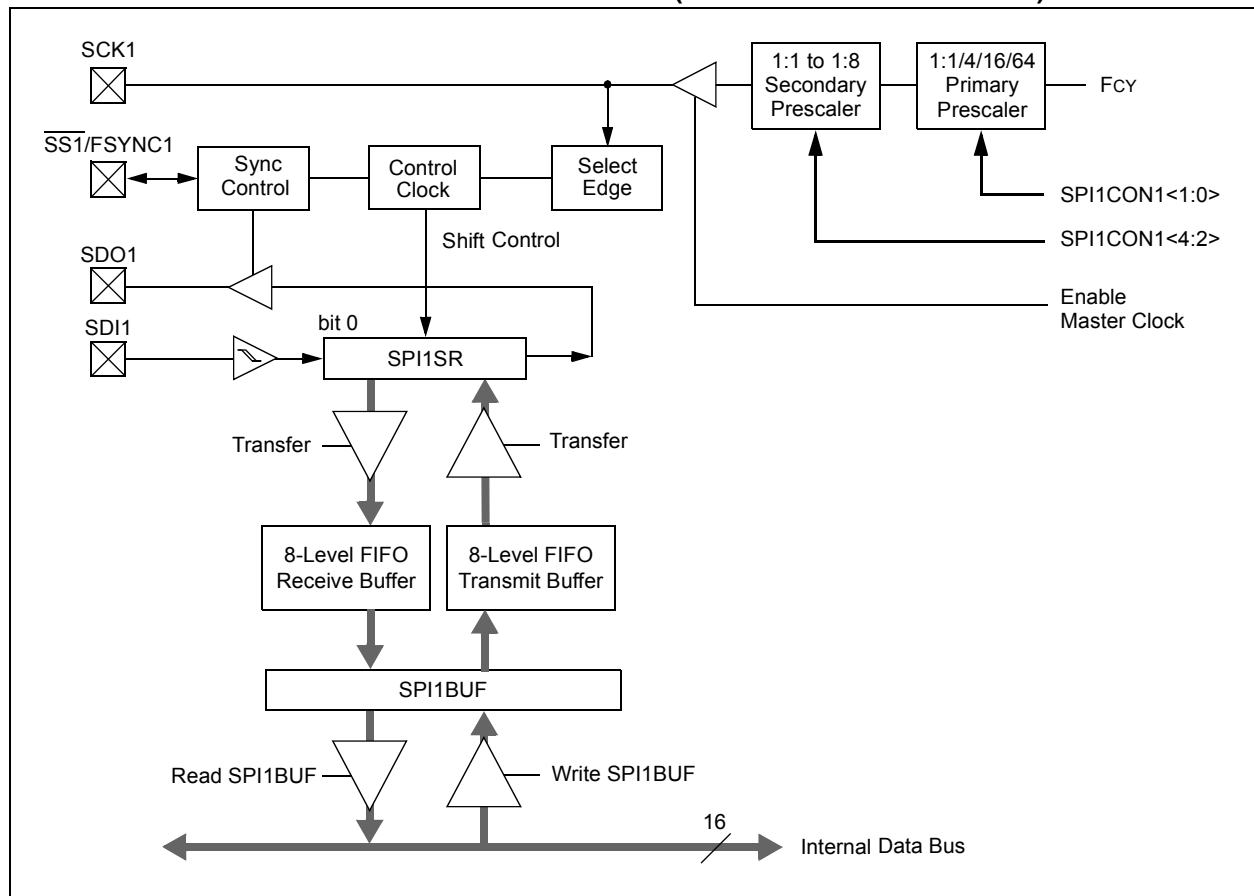 SCK1
1:1 to 1:8
Secondary
Prescaler
1:1/4/16/64
Primary
Prescaler
FCY
SS1/FSYNC1
Sync
Control
Control
Clock
Select
Edge
SPI1CON1<1:0>
SPI1CON1<4:2>
Shift Control
SDO1
Enable
Master Clock
SDI1
bit 0
SPI1SR
Transfer
Transfer
8-Level FIFO
Receive Buffer
8-Level FIFO
Transmit Buffer
SPI1BUF
Read SPI1BUF
Write SPI1BUF
16
Internal Data Bus